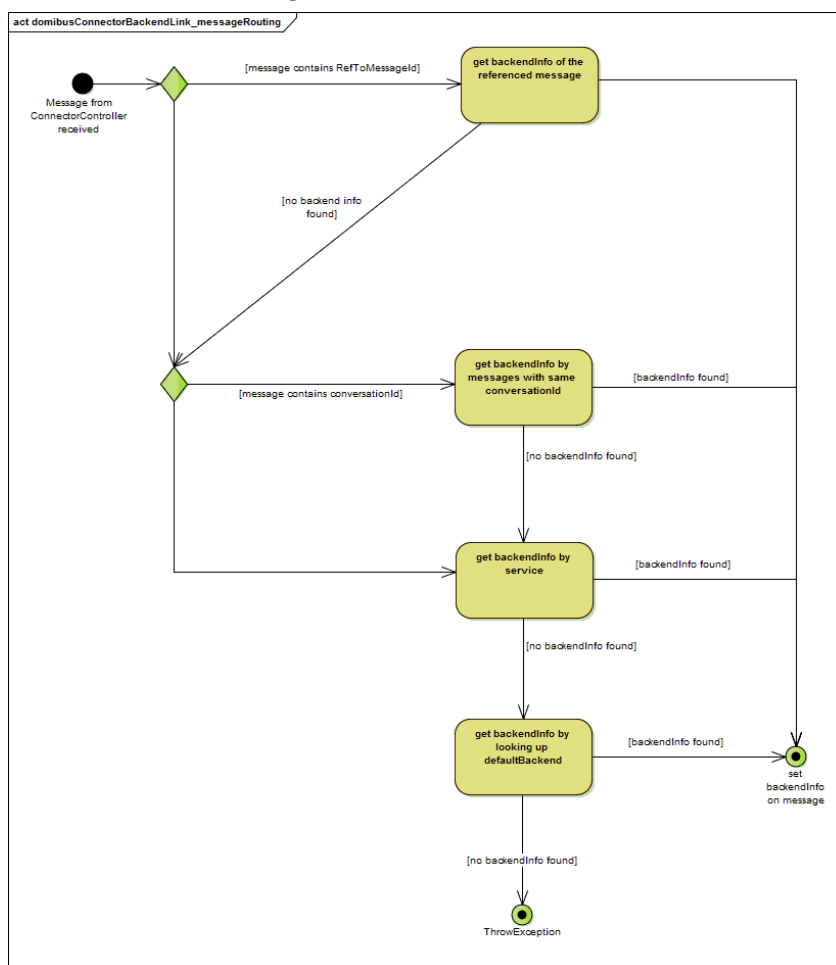 act domibusConnectorBackendLink_messageRouting
Message from
ConnectorController
received
[message contains RefToMessageId]
get backendInfo of the
referenced message
[no backend info
found]
[message contains conversationId]
get backendInfo by
messages with same
conversationId
[backendInfo found]
[no backendInfo found]
get backendInfo by
service
[backendInfo found]
[no backendInfo found]
get backendInfo by
looking up
defaultBackend
[backendInfo found]
set
backendInfo
on message
[no backendInfo found]
ThrowException